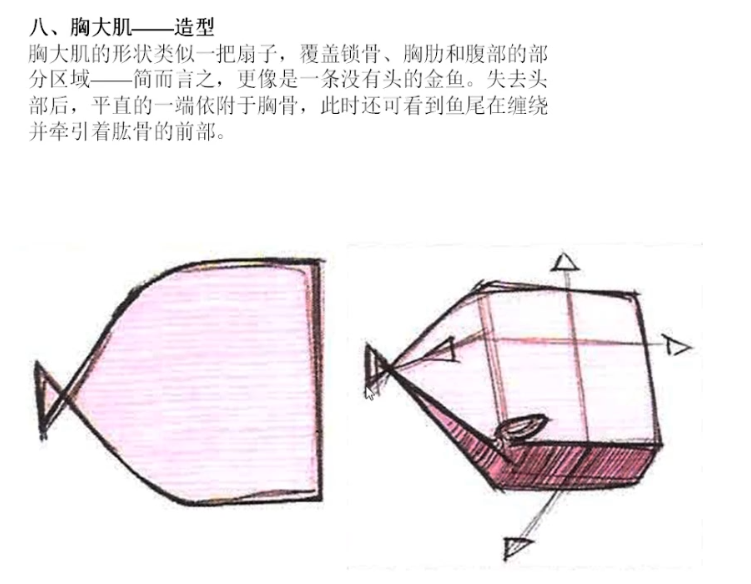 八、胸大肌——造型
胸大肌的形状类似一把扇子，覆盖锁骨、胸肋和腹部的部
分区域——简而言之，更像是一条没有头的金鱼。失去头
部后，平直的一端依附于胸骨，此时还可看到鱼尾在缠绕
并牵引着肱骨的前部。